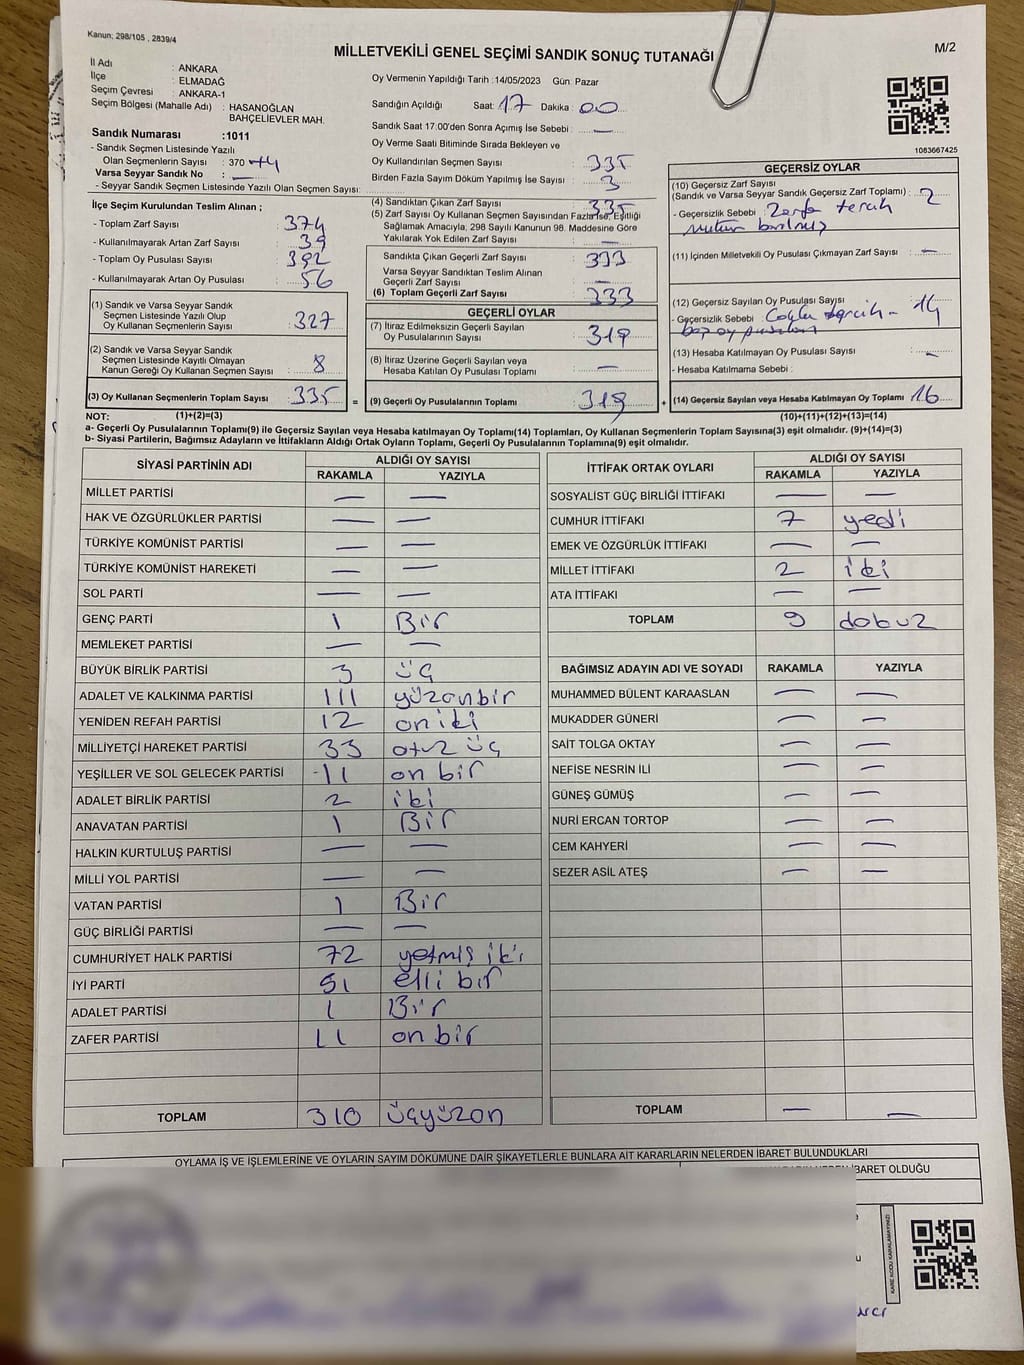 Kanun; 298/105 , 2839/4
MİLLETVEKİLİ GENEL SEÇİMİ SANDIK SONUÇ TUTANAĞI
M/2
İl Adı : ANKARA
İlçe : ELMADAĞ
Seçim Çevresi : ANKARA-1
Seçim Bölgesi (Mahalle Adı) : HASANOĞLAN BAHÇELİEVLER MAH.
Sandık Numarası :1011
- Sandık Seçmen Listesinde Yazılı
Olan Seçmenlerin Sayısı : 370 +4
Varsa Seyyar Sandık No : —
- Seyyar Sandık Seçmen Listesinde Yazılı Olan Seçmen Sayısı:
Oy Vermenin Yapıldığı Tarih :14/05/2023 Gün: Pazar
Sandığın Açıldığı Saat: 17 Dakika: 00
Sandık Saat 17.00'den Sonra Açımış İse Sebebi : —
Oy Verme Saati Bitiminde Sırada Bekleyen ve
Oy Kullandırılan Seçmen Sayısı : 335
Birden Fazla Sayım Döküm Yapılmış İse Sayısı : 3
1083667425
İlçe Seçim Kurulundan Teslim Alınan ;
- Toplam Zarf Sayısı : 374
- Kullanılmayarak Artan Zarf Sayısı : 39
- Toplam Oy Pusulası Sayısı : 392
- Kullanılmayarak Artan Oy Pusulası : 56
(1) Sandık ve Varsa Seyyar Sandık
Seçmen Listesinde Yazılı Olup
Oy Kullanan Seçmenlerin Sayısı : 327
(2) Sandık ve Varsa Seyyar Sandık
Seçmen Listesinde Kayıtlı Olmayan
Kanun Gereği Oy Kullanan Seçmen Sayısı : 8
(3) Oy Kullanan Seçmenlerin Toplam Sayısı : 335 =
(4) Sandıktan Çıkan Zarf Sayısı : 335
(5) Zarf Sayısı Oy Kullanan Seçmen Sayısından Fazla İse, Eşitliği
Sağlamak Amacıyla, 298 Sayılı Kanunun 98. Maddesine Göre
Yakılarak Yok Edilen Zarf Sayısı : —
Sandıkta Çıkan Geçerli Zarf Sayısı : 333
Varsa Seyyar Sandıktan Teslim Alınan
Geçerli Zarf Sayısı : —
(6) Toplam Geçerli Zarf Sayısı : 333
GEÇERLİ OYLAR
(7) İtiraz Edilmeksizin Geçerli Sayılan
Oy Pusulalarının Sayısı : 319
(8) İtiraz Üzerine Geçerli Sayılan veya
Hesaba Katılan Oy Pusulası Toplamı : —
(9) Geçerli Oy Pusulalarının Toplamı : 319 +
GEÇERSİZ OYLAR
(10) Geçersiz Zarf Sayısı
(Sandık ve Varsa Seyyar Sandık Geçersiz Zarf Toplamı) : 2
- Geçersizlik Sebebi : Zarfa tercih
(11) İçinden Milletvekili Oy Pusulası Çıkmayan Zarf Sayısı : —
(12) Geçersiz Sayılan Oy Pusulası Sayısı : 14
- Geçersizlik Sebebi : Çoklu tercih -
boş oy pusulası
(13) Hesaba Katılmayan Oy Pusulası Sayısı : —
- Hesaba Katılmama Sebebi :
(14) Geçersiz Sayılan veya Hesaba Katılmayan Oy Toplamı : 16
NOT: (1)+(2)=(3) (10)+(11)+(12)+(13)=(14)
a- Geçerli Oy Pusulalarının Toplamı(9) ile Geçersiz Sayılan veya Hesaba katılmayan Oy Toplamı(14) Toplamları, Oy Kullanan Seçmenlerin Toplam Sayısına(3) eşit olmalıdır. (9)+(14)=(3)
b- Siyasi Partilerin, Bağımsız Adayların ve İttifakların Aldığı Ortak Oyların Toplamı, Geçerli Oy Pusulalarının Toplamına(9) eşit olmalıdır.
SİYASİ PARTİNİN ADI ALDIĞI OY SAYISI
RAKAMLA YAZIYLA
MİLLET PARTİSİ — —
HAK VE ÖZGÜRLÜKLER PARTİSİ — —
TÜRKİYE KOMÜNİST PARTİSİ — —
TÜRKİYE KOMÜNİST HAREKETİ — —
SOL PARTİ — —
GENÇ PARTİ 1 Bir
MEMLEKET PARTİSİ — —
BÜYÜK BİRLİK PARTİSİ 3 üç
ADALET VE KALKINMA PARTİSİ 111 yüzonbir
YENİDEN REFAH PARTİSİ 12 on iki
MİLLİYETÇİ HAREKET PARTİSİ 33 otuz üç
YEŞİLLER VE SOL GELECEK PARTİSİ 11 on bir
ADALET BİRLİK PARTİSİ 2 iki
ANAVATAN PARTİSİ 1 Bir
HALKIN KURTULUŞ PARTİSİ — —
MİLLİ YOL PARTİSİ — —
VATAN PARTİSİ 1 Bir
GÜÇ BİRLİĞİ PARTİSİ — —
CUMHURİYET HALK PARTİSİ 72 yetmiş iki
İYİ PARTİ 51 elli bir
ADALET PARTİSİ 1 Bir
ZAFER PARTİSİ 11 on bir
TOPLAM 310 üçyüzon
İTTİFAK ORTAK OYLARI ALDIĞI OY SAYISI
RAKAMLA YAZIYLA
SOSYALİST GÜÇ BİRLİĞİ İTTİFAKI — —
CUMHUR İTTİFAKI 7 yedi
EMEK VE ÖZGÜRLÜK İTTİFAKI — —
MİLLET İTTİFAKI 2 iki
ATA İTTİFAKI — —
TOPLAM 9 dokuz
BAĞIMSIZ ADAYIN ADI VE SOYADI RAKAMLA YAZIYLA
MUHAMMED BÜLENT KARAASLAN — —
MUKADDER GÜNERİ — —
SAİT TOLGA OKTAY — —
NEFİSE NESRİN İLİ — —
GÜNEŞ GÜMÜŞ — —
NURİ ERCAN TORTOP — —
CEM KAHYERİ — —
SEZER ASİL ATEŞ — —
TOPLAM — —
OYLAMA İŞ VE İŞLEMLERİNE VE OYLARIN SAYIM DÖKÜMÜNE DAİR ŞİKAYETLERLE BUNLARA AİT KARARLARIN NELERDEN İBARET BULUNDUKLARI
İBARET OLDUĞU
KARE KODU KARALAMAYINIZ!